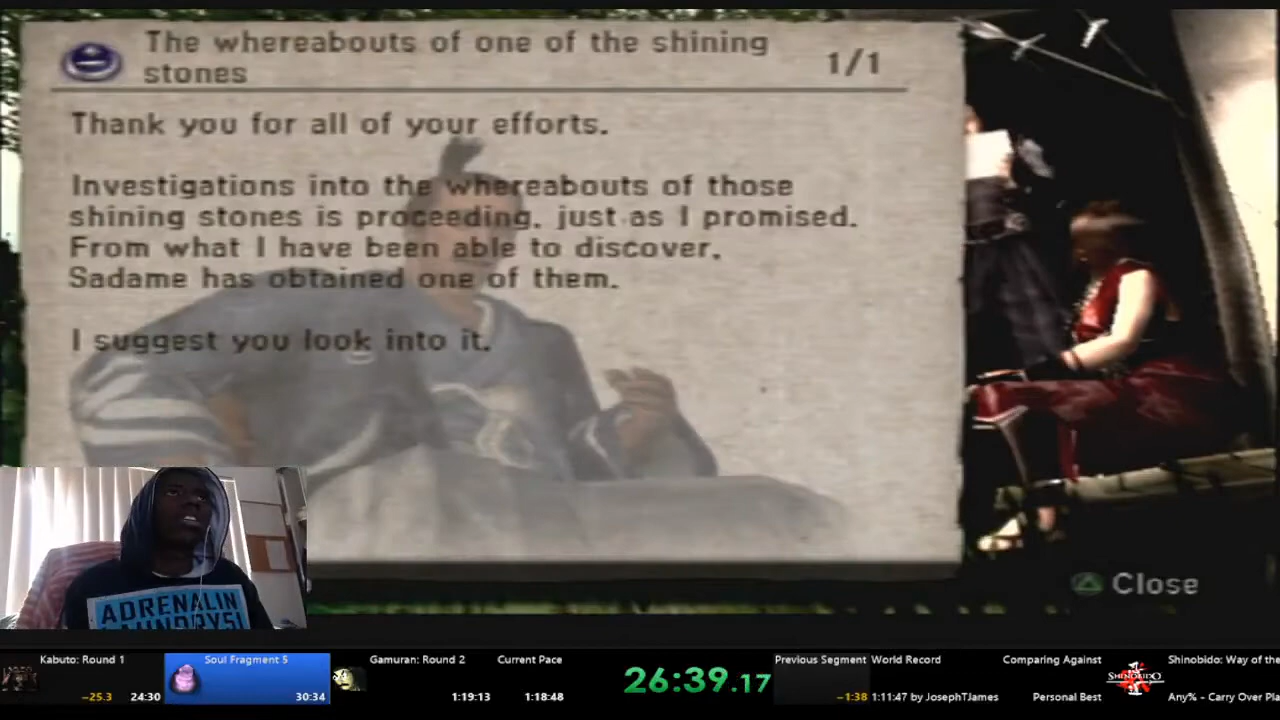 The whereabouts of one of the shining
stones
1/1
Thank you for all of your efforts.
Investigations into the whereabouts of those
shining stones is proceeding, just as I promised.
From what I have been able to discover,
Sadame has obtained one of them.
I suggest you look into it.
Close
ADRENALIN
Kabuto: Round 1
−25.3 24:30
Soul Fragment 5
30:34
Gamuran: Round 2
1:19:13
Current Pace
1:18:48
26:39.17
Previous Segment
−1:38
World Record
1:11:47 by JosephTJames
Comparing Against
Personal Best
SHINOBIDO
Shinobido: Way of the
Any% - Carry Over Pla